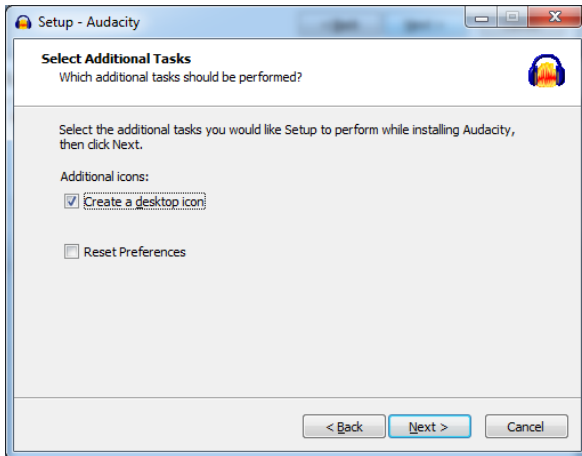 Setup - Audacity
Select Additional Tasks
Which additional tasks should be performed?
Select the additional tasks you would like Setup to perform while installing Audacity,
then click Next.
Additional icons:
Create a desktop icon
Reset Preferences
< Back Next > Cancel